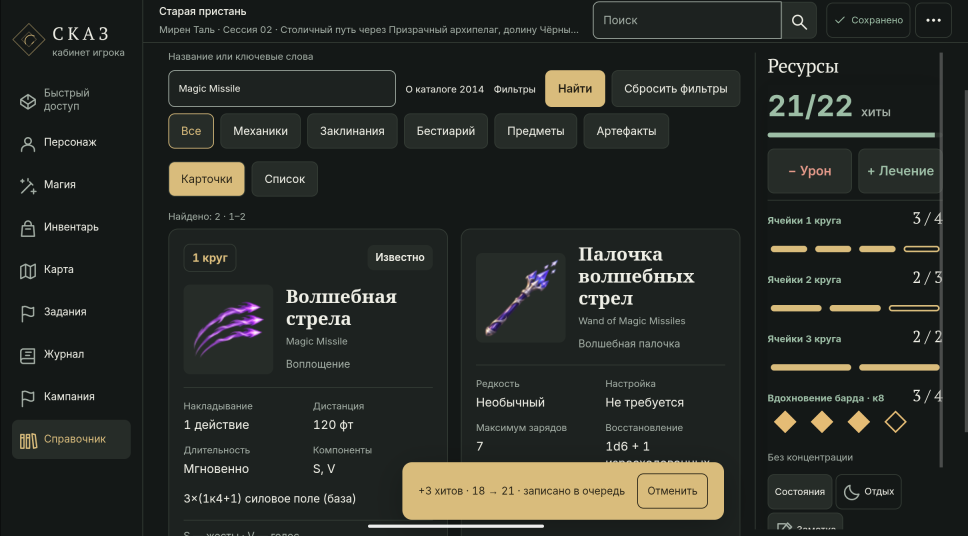 СКАЗ
кабинет игрока
Быстрый
доступ
Персонаж
Магия
Инвентарь
Карта
Задания
Журнал
Кампания
Справочник
Старая пристань
Мирен Таль · Сессия 02 · Столичный путь через Призрачный архипелаг, долину Чёрны...
Поиск
Сохранено
Название или ключевые слова
Magic Missile
О каталоге 2014
Фильтры
Найти
Сбросить фильтры
Все
Механики
Заклинания
Бестиарий
Предметы
Артефакты
Карточки
Список
Найдено: 2 · 1–2
1 круг
Известно
Волшебная
стрела
Magic Missile
Воплощение
Накладывание
Дистанция
1 действие
120 фт
Длительность
Компоненты
Мгновенно
S, V
3×(1к4+1) силовое поле (база)
S — жесты · V — голос
Палочка
волшебных
стрел
Wand of Magic Missiles
Волшебная палочка
Редкость
Настройка
Необычный
Не требуется
Максимум зарядов
Восстановление
7
1d6 + 1
израсходованных
+3 хитов · 18 → 21 · записано в очередь
Отменить
Ресурсы
21/22 хиты
− Урон
+ Лечение
Ячейки 1 круга
3 / 4
Ячейки 2 круга
2 / 3
Ячейки 3 круга
2 / 2
Вдохновение барда · к8
3 / 4
Без концентрации
Состояния
Отдых
Заметка